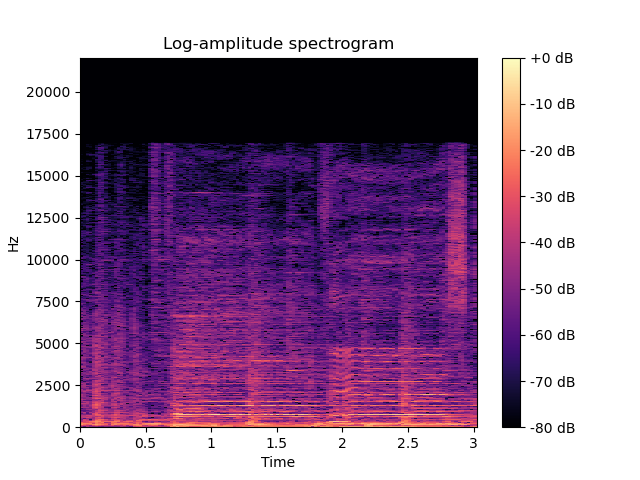 Log-amplitude spectrogram
Hz
20000
17500
15000
12500
10000
7500
5000
2500
0
0 0.5 1 1.5 2 2.5 3
Time
+0 dB
-10 dB
-20 dB
-30 dB
-40 dB
-50 dB
-60 dB
-70 dB
-80 dB